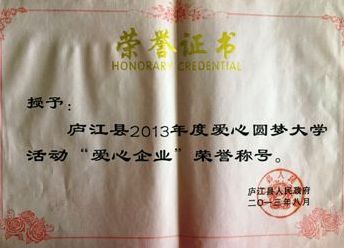 荣誉证书
HONORARY CREDENTIAL
授予：
庐江县2013年度爱心圆梦大学
活动“爱心企业”荣誉称号。
庐江县人民政府
二〇一三年八月